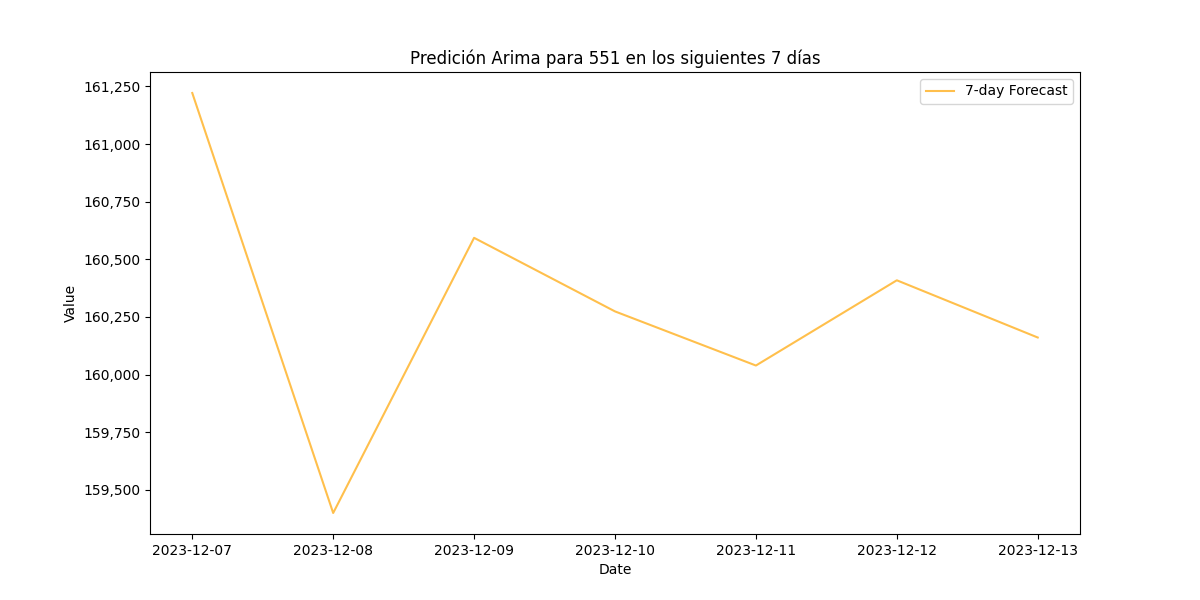 Predición Arima para 551 en los siguientes 7 días
7-day Forecast
161,250
161,000
160,750
160,500
160,250
160,000
159,750
159,500
Value
2023-12-07 2023-12-08 2023-12-09 2023-12-10 2023-12-11 2023-12-12 2023-12-13
Date